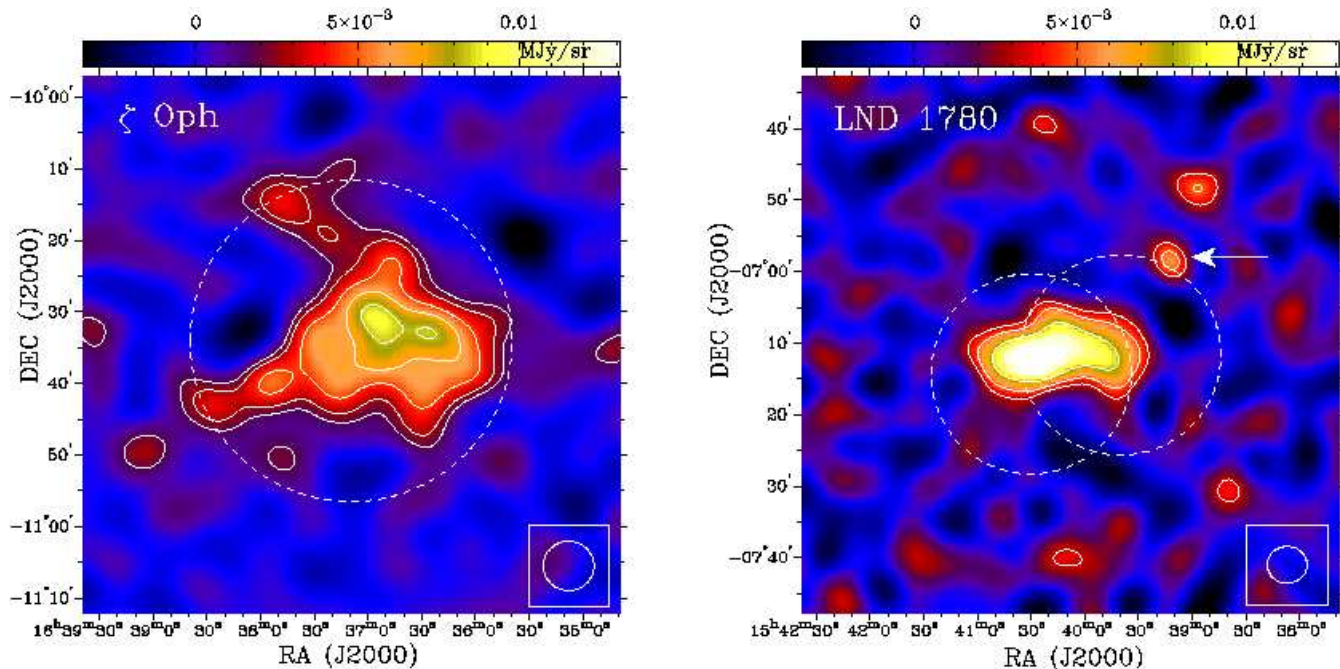 0 5×10⁻³ 0.01
MJy/sr
ζ Oph
−10°00′
10′
20′
30′
40′
50′
−11°00′
−11°10′
DEC (J2000)
16ʰ39ᵐ30ˢ 39ᵐ0ˢ 30ˢ 38ᵐ0ˢ 30ˢ 37ᵐ0ˢ 30ˢ 36ᵐ0ˢ 30ˢ 35ᵐ0ˢ
RA (J2000)
0 5×10⁻³ 0.01
MJy/sr
LND 1780
40′
50′
−07°00′
10′
20′
30′
−07°40′
DEC (J2000)
15ʰ42ᵐ30ˢ 42ᵐ0ˢ 30ˢ 41ᵐ0ˢ 30ˢ 40ᵐ0ˢ 30ˢ 39ᵐ0ˢ 30ˢ 38ᵐ0ˢ
RA (J2000)